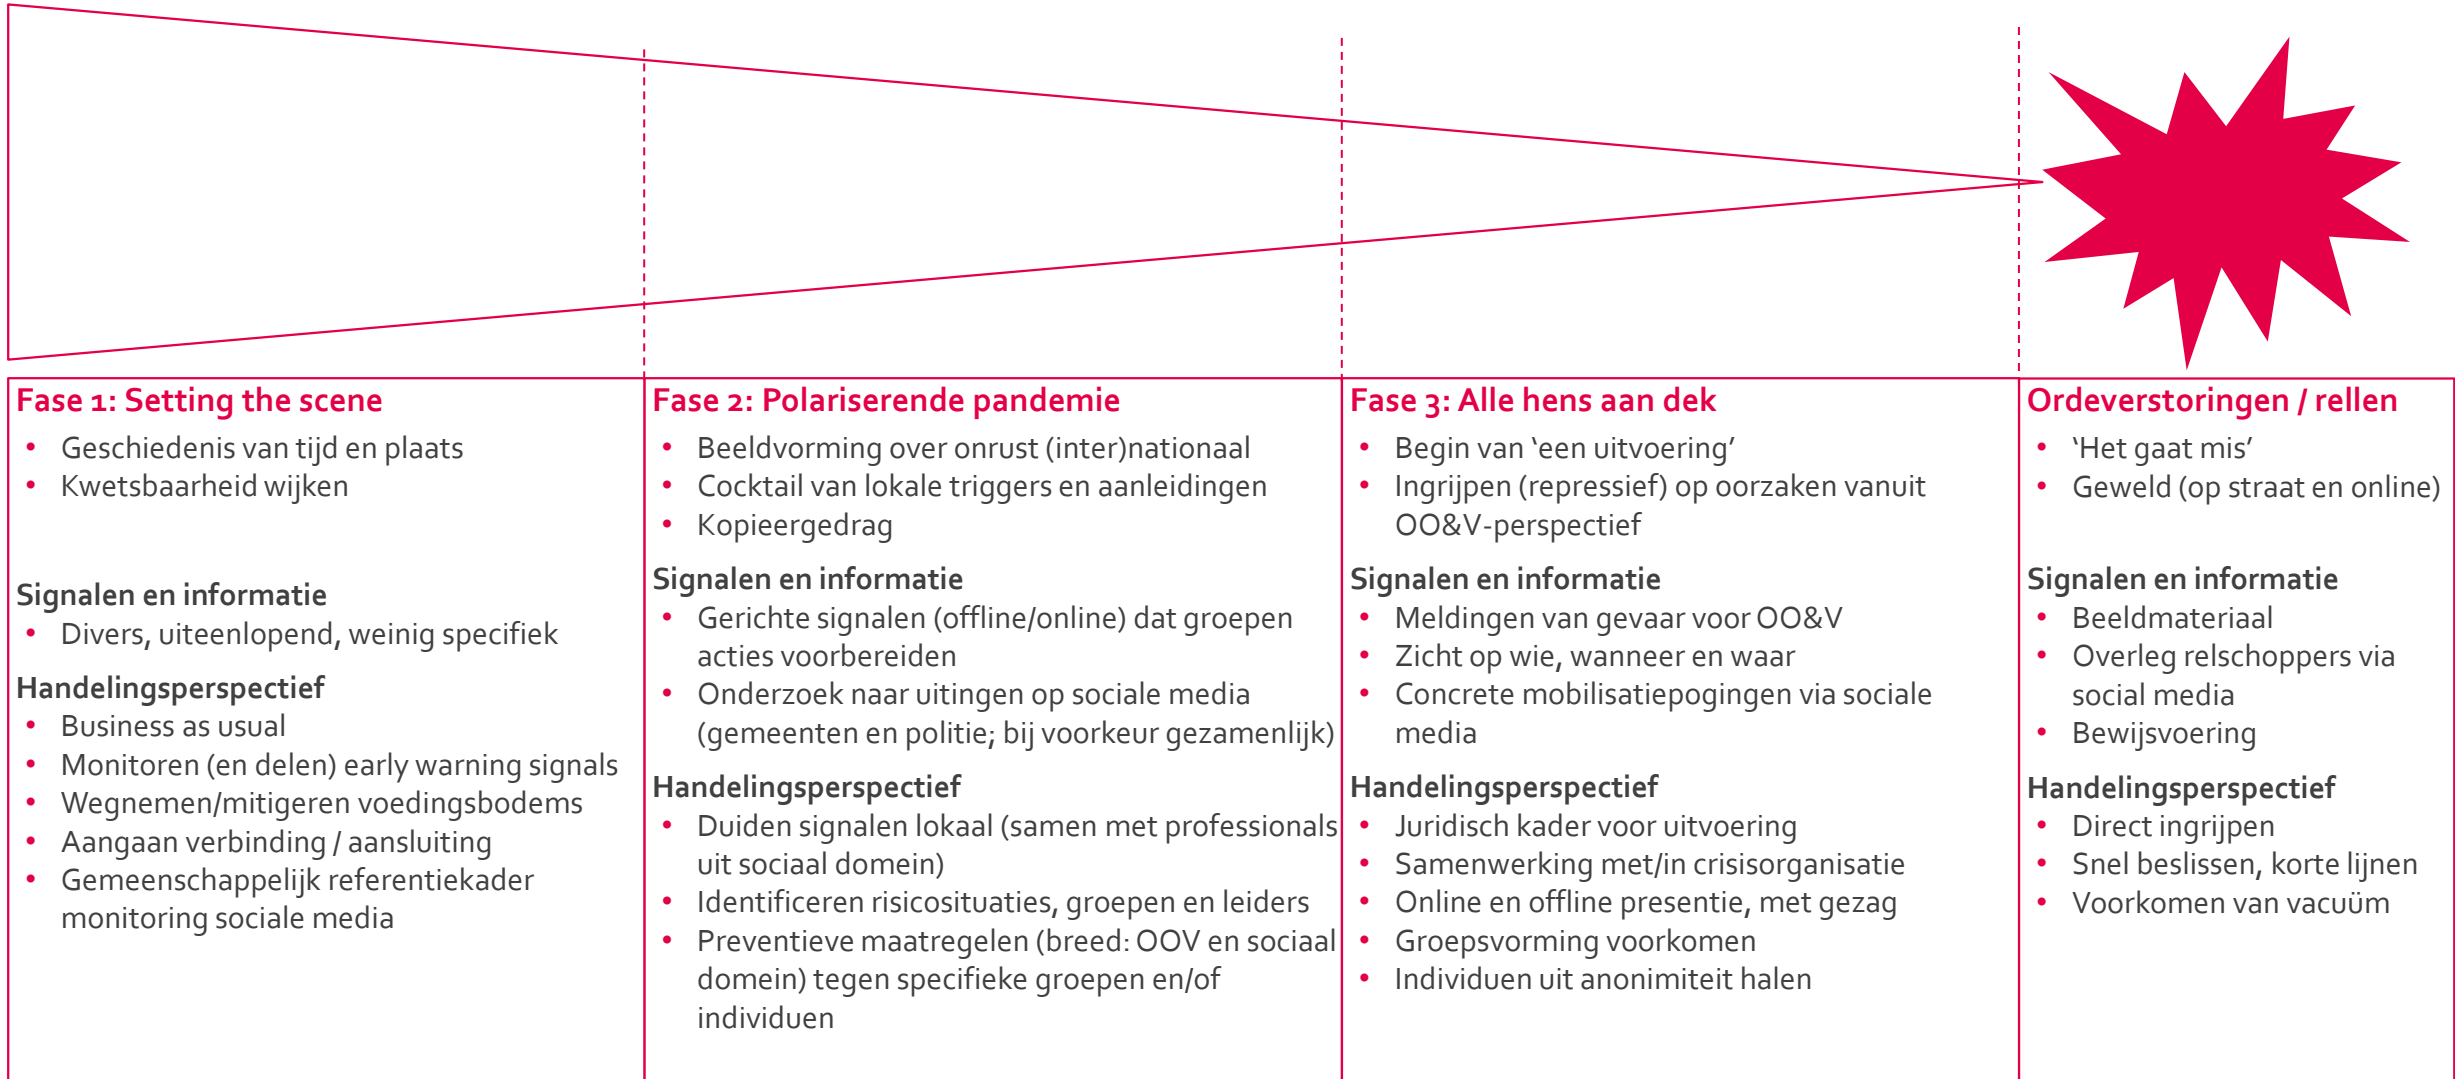 Fase 1: Setting the scene
• Geschiedenis van tijd en plaats
• Kwetsbaarheid wijken
Signalen en informatie
• Divers, uiteenlopend, weinig specifiek
Handelingsperspectief
• Business as usual
• Monitoren (en delen) early warning signals
• Wegnemen/mitigeren voedingsbodems
• Aangaan verbinding / aansluiting
• Gemeenschappelijk referentiekader
monitoring sociale media
Fase 2: Polariserende pandemie
• Beeldvorming over onrust (inter)nationaal
• Cocktail van lokale triggers en aanleidingen
• Kopieergedrag
Signalen en informatie
• Gerichte signalen (offline/online) dat groepen
acties voorbereiden
• Onderzoek naar uitingen op sociale media
(gemeenten en politie; bij voorkeur gezamenlijk)
Handelingsperspectief
• Duiden signalen lokaal (samen met professionals
uit sociaal domein)
• Identificeren risicosituaties, groepen en leiders
• Preventieve maatregelen (breed: OOV en sociaal
domein) tegen specifieke groepen en/of
individuen
Fase 3: Alle hens aan dek
• Begin van ‘een uitvoering’
• Ingrijpen (repressief) op oorzaken vanuit
OO&V-perspectief
Signalen en informatie
• Meldingen van gevaar voor OO&V
• Zicht op wie, wanneer en waar
• Concrete mobilisatiepogingen via sociale
media
Handelingsperspectief
• Juridisch kader voor uitvoering
• Samenwerking met/in crisisorganisatie
• Online en offline presentie, met gezag
• Groepsvorming voorkomen
• Individuen uit anonimiteit halen
Ordeverstoringen / rellen
• ‘Het gaat mis’
• Geweld (op straat en online)
Signalen en informatie
• Beeldmateriaal
• Overleg relschoppers via
social media
• Bewijsvoering
Handelingsperspectief
• Direct ingrijpen
• Snel beslissen, korte lijnen
• Voorkomen van vacuüm